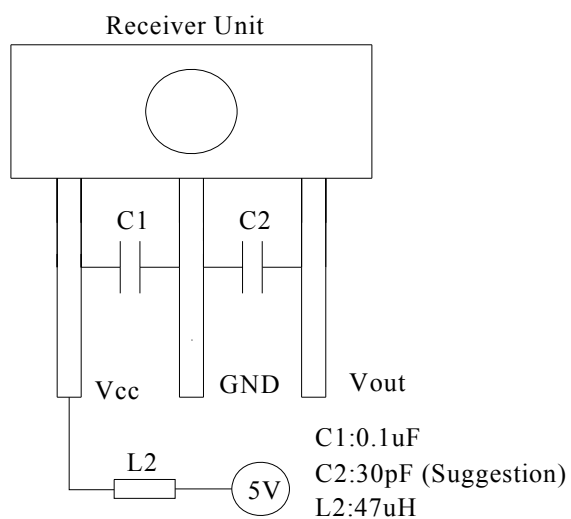 Receiver Unit
C1
C2
Vcc
GND
Vout
L2
5V
C1:0.1uF
C2:30pF (Suggestion)
L2:47uH